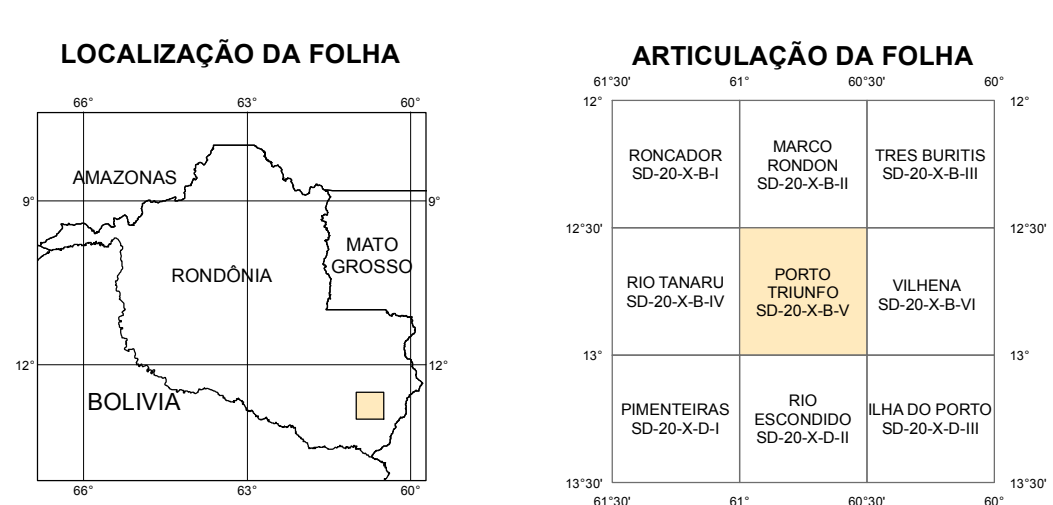 LOCALIZAÇÃO DA FOLHA
66°
63°
60°
AMAZONAS
9°
9°
MATO
GROSSO
RONDÔNIA
12°
12°
BOLIVIA
66°
63°
60°
ARTICULAÇÃO DA FOLHA
61°30'
61°
60°30'
60°
12°
12°
RONCADOR
SD-20-X-B-I
MARCO
RONDON
SD-20-X-B-II
TRES BURITIS
SD-20-X-B-III
12°30'
12°30'
RIO TANARU
SD-20-X-B-IV
PORTO
TRIUNFO
SD-20-X-B-V
VILHENA
SD-20-X-B-VI
13°
13°
PIMENTEIRAS
SD-20-X-D-I
RIO
ESCONDIDO
SD-20-X-D-II
ILHA DO PORTO
SD-20-X-D-III
13°30'
13°30'
61°30'
61°
60°30'
60°